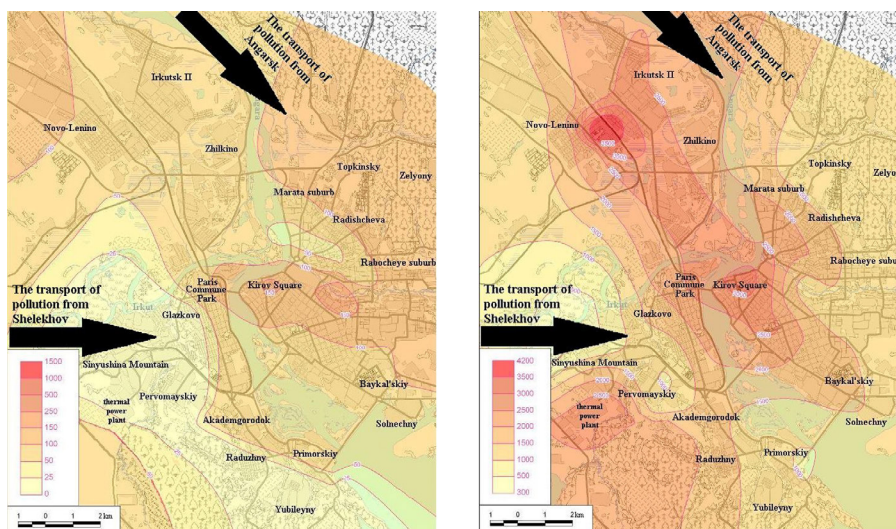 The transport of
pollution from
Angarsk
Irkutsk II
Novo-Lenino
Zhilkino
Topkinsky
Zelyony
Marata suburb
Radishcheva
Rabocheye suburb
The transport of
pollution from
Shelekhov
Irkut
Paris
Commune
Park
Kirov Square
Glazkovo
Sinyushina Mountain
thermal
power
plant
Pervomayskiy
Baykal'skiy
Akademgorodok
Solnechny
Raduzhny
Primorskiy
Yubileyny
1500
1000
500
150
100
50
25
0
1 0 1 2 km
The transport of
pollution from
Angarsk
Irkutsk II
Novo-Lenino
Zhilkino
Topkinsky
Zelyony
Marata suburb
Radishcheva
Rabocheye suburb
The transport of
pollution from
Shelekhov
Irkut
Paris
Commune
Park
Kirov Square
Glazkovo
Sinyushina Mountain
thermal
power
plant
Pervomayskiy
Baykal'skiy
Akademgorodok
Solnechny
Raduzhny
Primorskiy
Yubileyny
4200
4000
3500
3000
2500
2000
1500
500
300
1 0 1 2 km